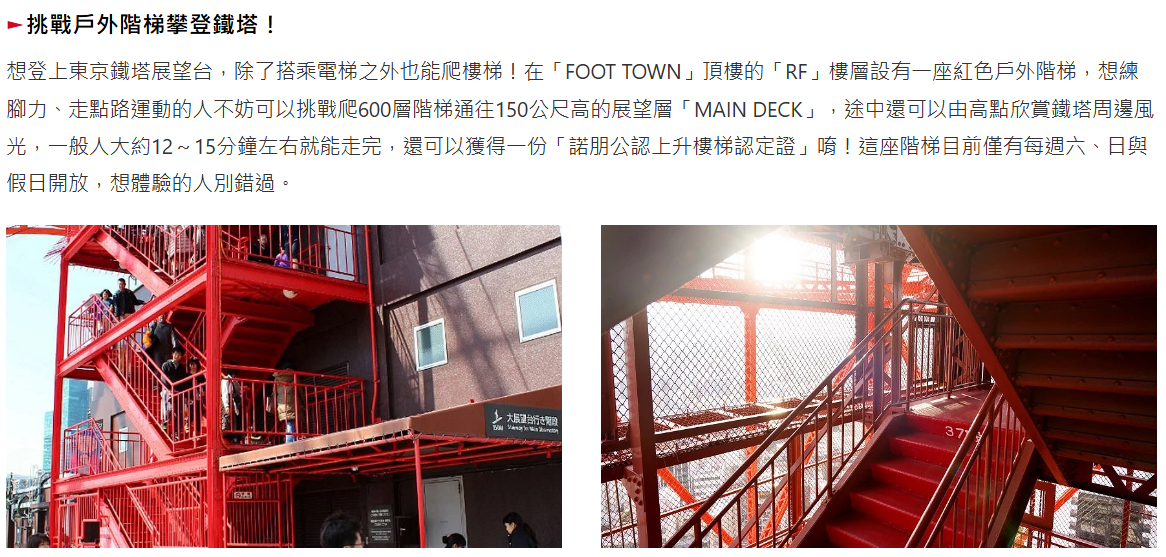 ►挑戰戶外階梯攀登鐵塔！
想登上東京鐵塔展望台，除了搭乘電梯之外也能爬樓梯！在「FOOT TOWN」頂樓的「RF」樓層設有一座紅色戶外階梯，想練
腳力、走點路運動的人不妨可以挑戰爬600層階梯通往150公尺高的展望層「MAIN DECK」，途中還可以由高點欣賞鐵塔周邊風
光，一般人大約12～15分鐘左右就能走完，還可以獲得一份「諾朋公認上升樓梯認定證」唷！這座階梯目前僅有每週六、日與
假日開放，想體驗的人別錯過。
大展望台行き階段
150M